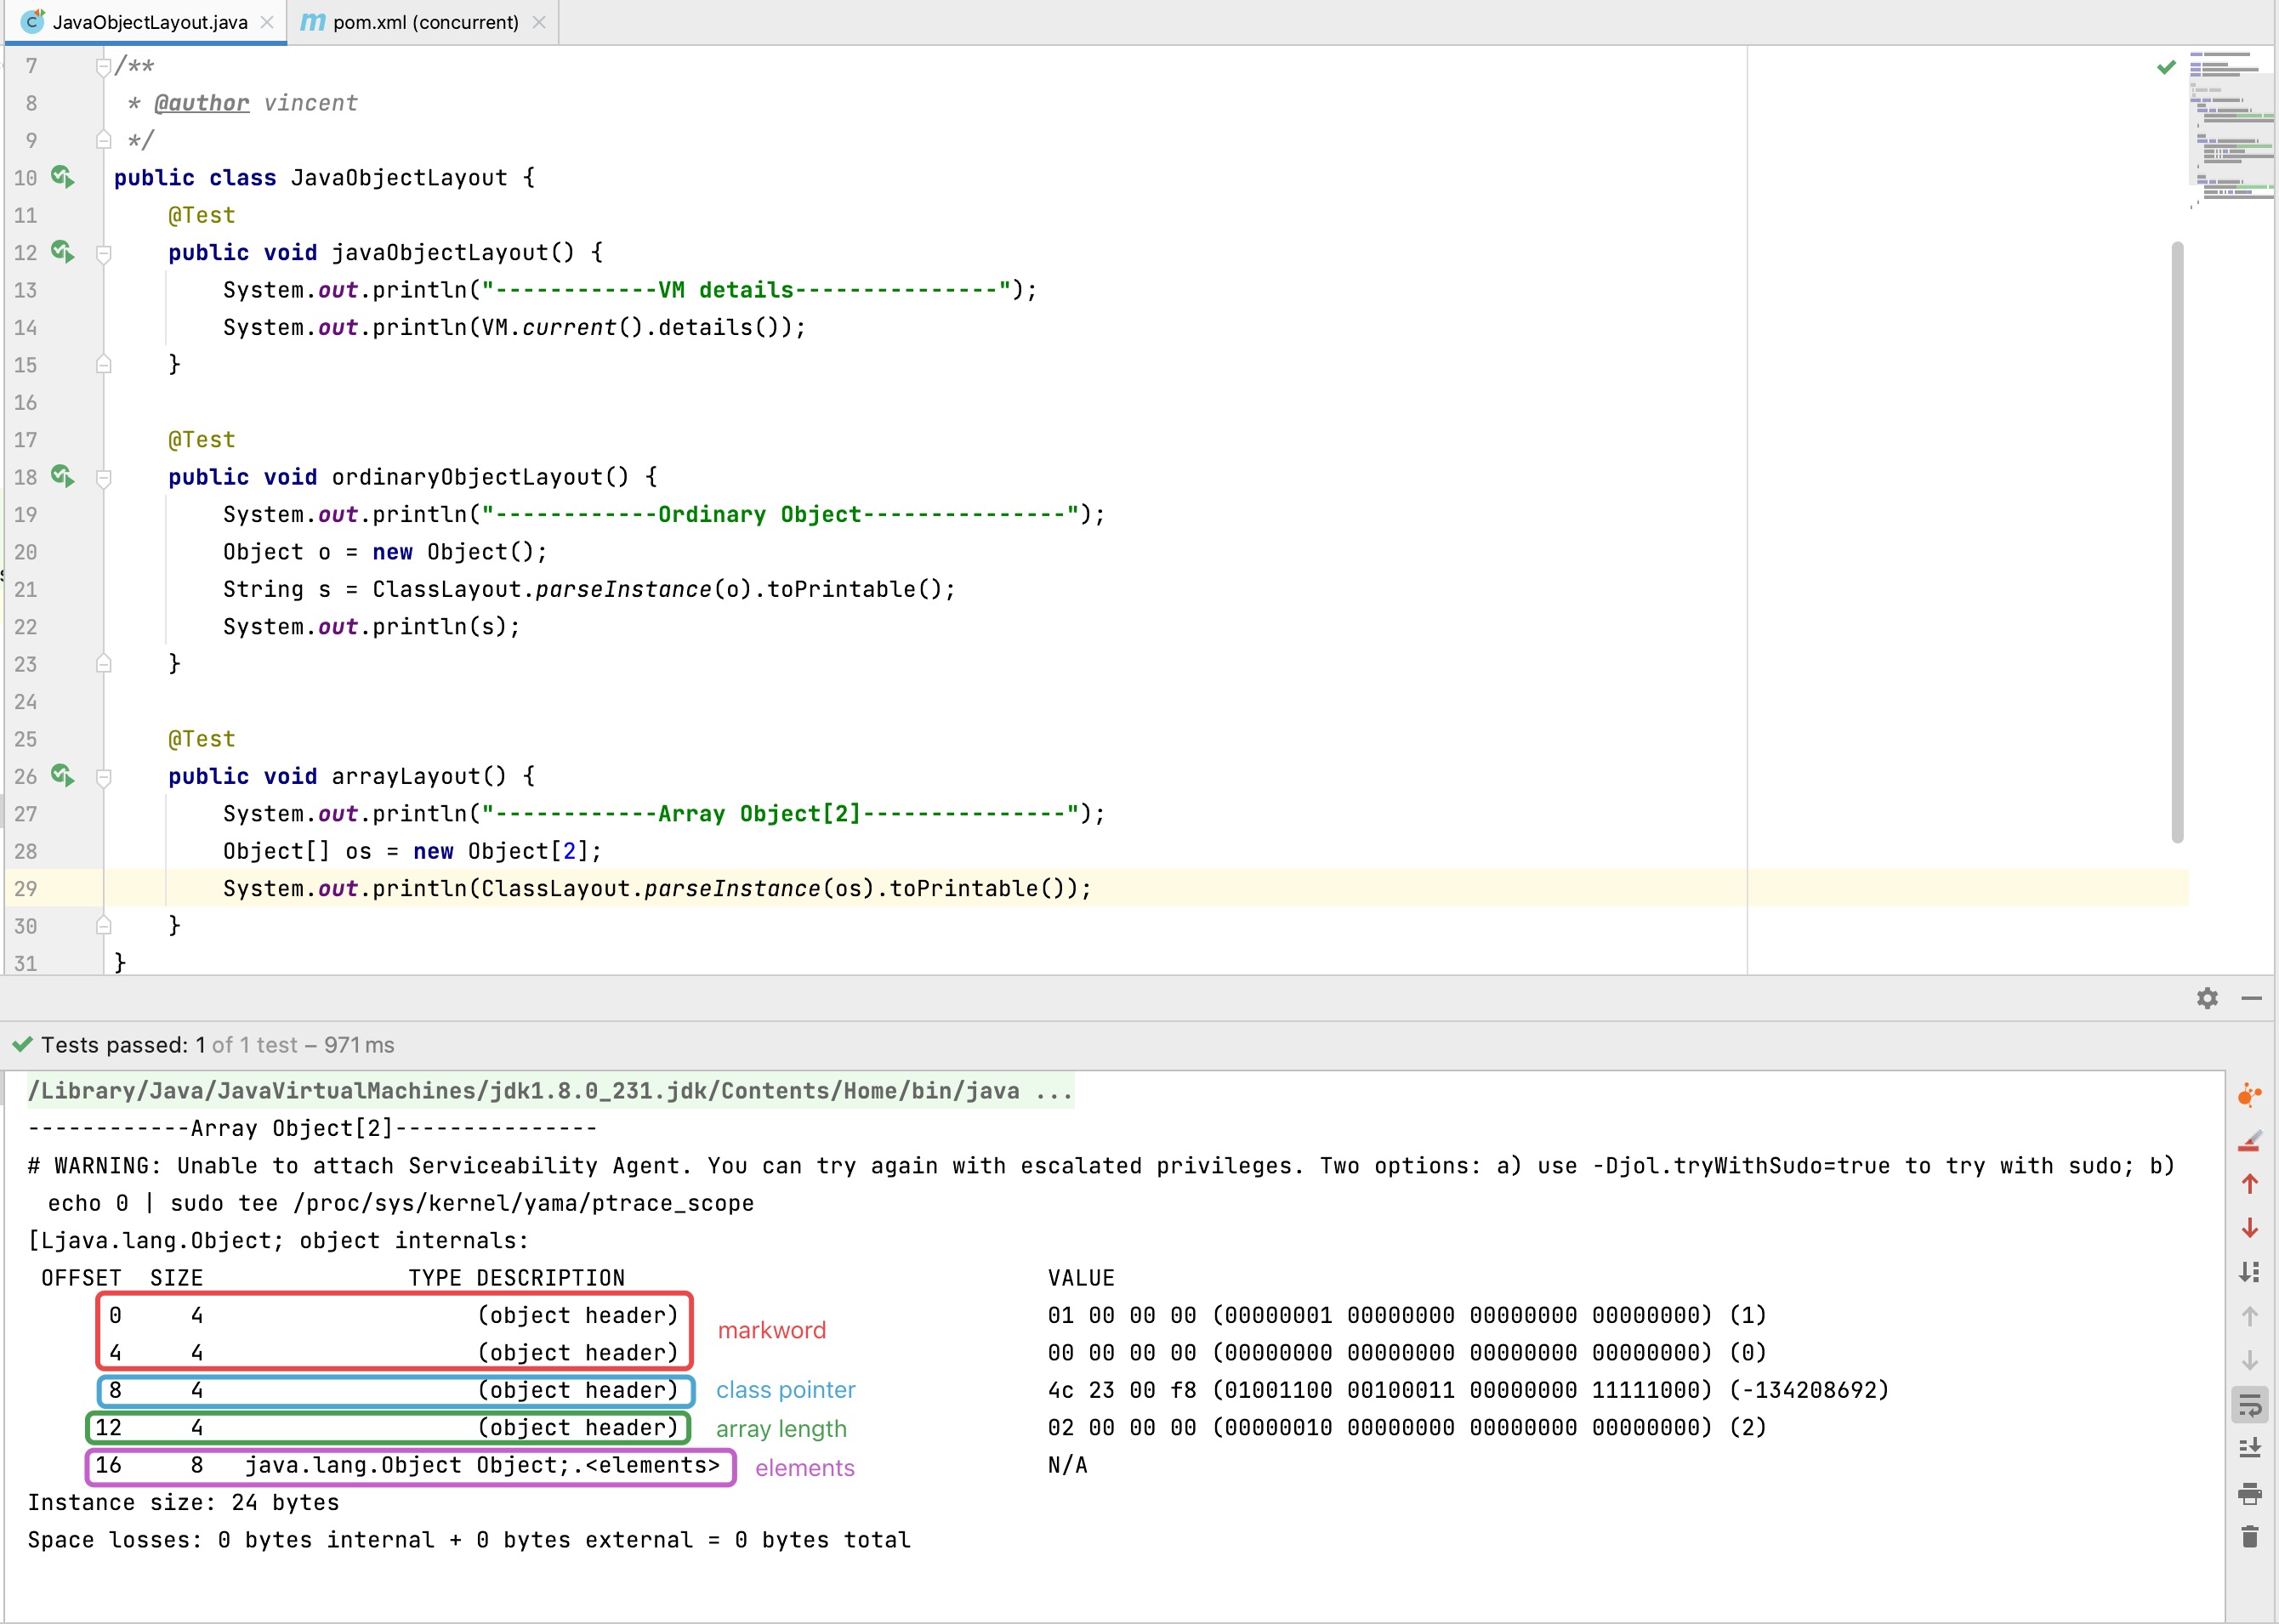 JavaObjectLayout.java
pom.xml (concurrent)
7 /**
8 * @author vincent
9 */
10 public class JavaObjectLayout {
11 @Test
12 public void javaObjectLayout() {
13 System.out.println("------------VM details---------------");
14 System.out.println(VM.current().details());
15 }
16
17 @Test
18 public void ordinaryObjectLayout() {
19 System.out.println("------------Ordinary Object---------------");
20 Object o = new Object();
21 String s = ClassLayout.parseInstance(o).toPrintable();
22 System.out.println(s);
23 }
24
25 @Test
26 public void arrayLayout() {
27 System.out.println("------------Array Object[2]---------------");
28 Object[] os = new Object[2];
29 System.out.println(ClassLayout.parseInstance(os).toPrintable());
30 }
31 }
Tests passed: 1 of 1 test – 971 ms
/Library/Java/JavaVirtualMachines/jdk1.8.0_231.jdk/Contents/Home/bin/java ...
------------Array Object[2]---------------
# WARNING: Unable to attach Serviceability Agent. You can try again with escalated privileges. Two options: a) use -Djol.tryWithSudo=true to try with sudo; b)
echo 0 | sudo tee /proc/sys/kernel/yama/ptrace_scope
[Ljava.lang.Object; object internals:
OFFSET SIZE TYPE DESCRIPTION VALUE
0 4 (object header) 01 00 00 00 (00000001 00000000 00000000 00000000) (1)
markword
4 4 (object header) 00 00 00 00 (00000000 00000000 00000000 00000000) (0)
8 4 (object header) class pointer 4c 23 00 f8 (01001100 00100011 00000000 11111000) (-134208692)
12 4 (object header) array length 02 00 00 00 (00000010 00000000 00000000 00000000) (2)
16 8 java.lang.Object Object;.<elements> elements N/A
Instance size: 24 bytes
Space losses: 0 bytes internal + 0 bytes external = 0 bytes total